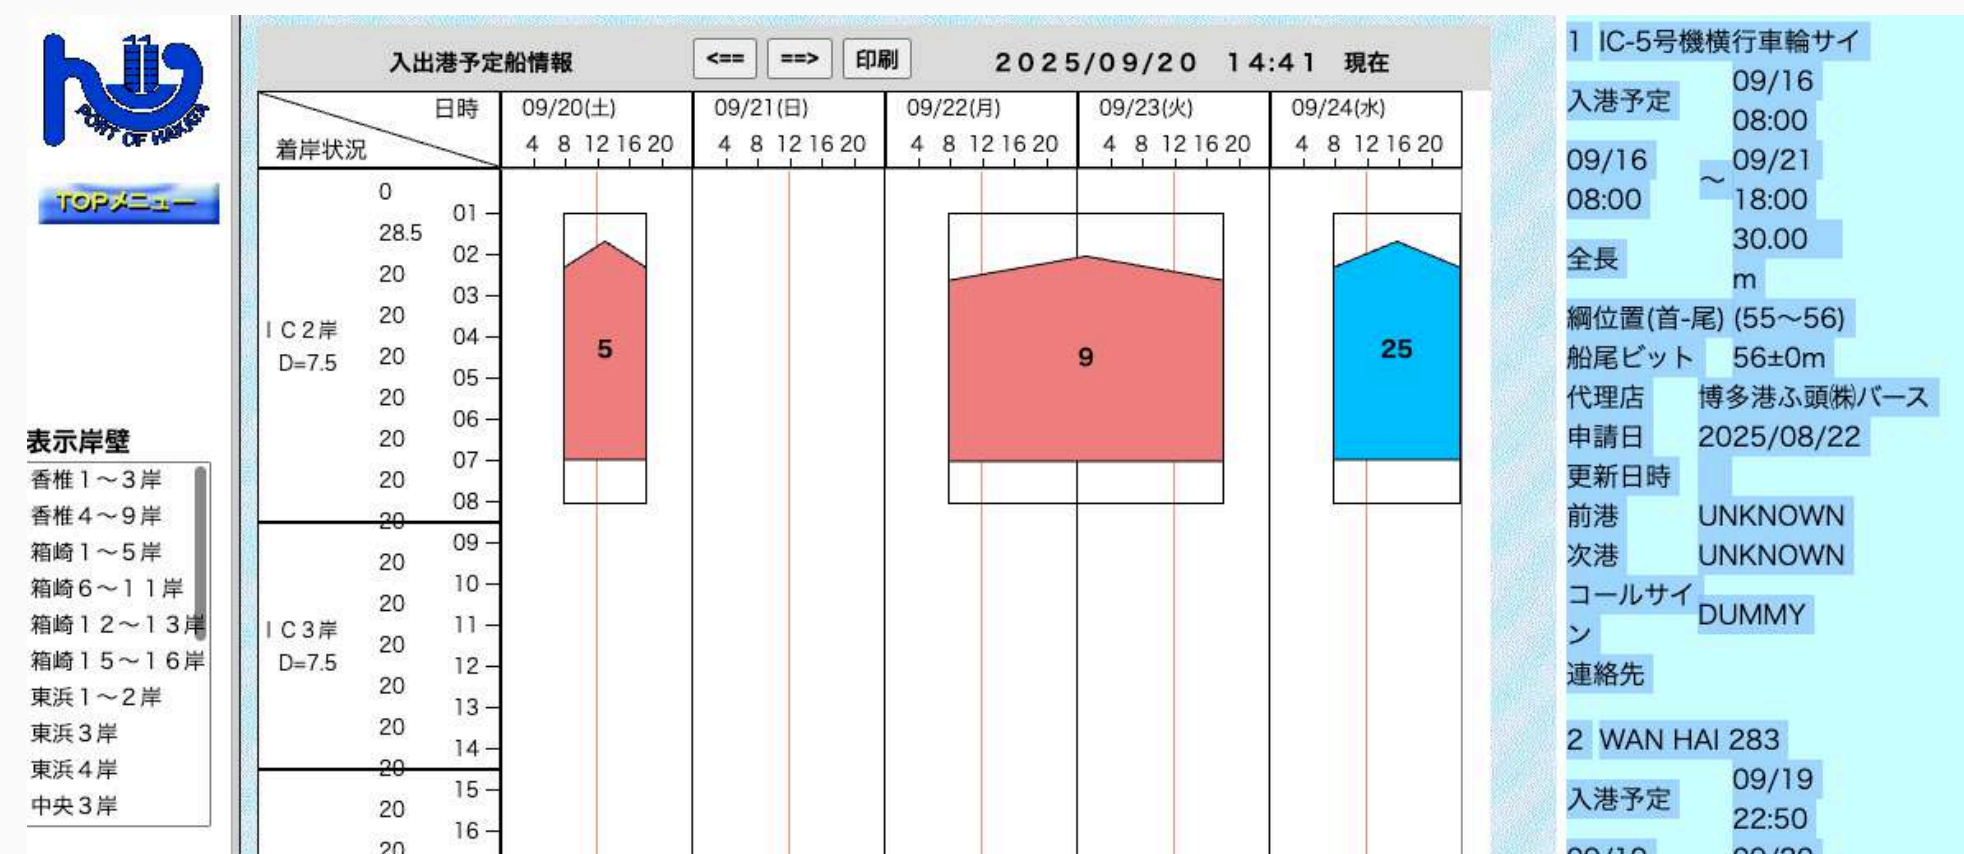 PORT OF HAKATA
TOPメニュー
表示岸壁
香椎１～３岸
香椎４～９岸
箱崎１～５岸
箱崎６～１１岸
箱崎１２～１３岸
箱崎１５～１６岸
東浜１～２岸
東浜３岸
東浜４岸
中央３岸
入出港予定船情報 <== ==> 印刷 2025/09/20 14:41 現在
日時 09/20(土) 09/21(日) 09/22(月) 09/23(火) 09/24(水)
着岸状況 4 8 12 16 20 4 8 12 16 20 4 8 12 16 20 4 8 12 16 20 4 8 12 16 20
0
01
28.5
02
20
03
20
ＩＣ２岸
04
D=7.5
20
5 9 25
05
20
06
20
07
20
08
20
09
20
10
20
11
ＩＣ３岸
20
D=7.5
12
20
13
20
14
20
15
20
16
20
1 IC-5号機横行車輪サイ
入港予定 09/16
08:00
09/16
08:00
～
09/21
18:00
全長 30.00
m
綱位置(首-尾) (55～56)
船尾ビット 56±0m
代理店 博多港ふ頭㈱バース
申請日 2025/08/22
更新日時
前港 UNKNOWN
次港 UNKNOWN
コールサイ
ン
DUMMY
連絡先
2 WAN HAI 283
入港予定 09/19
22:50